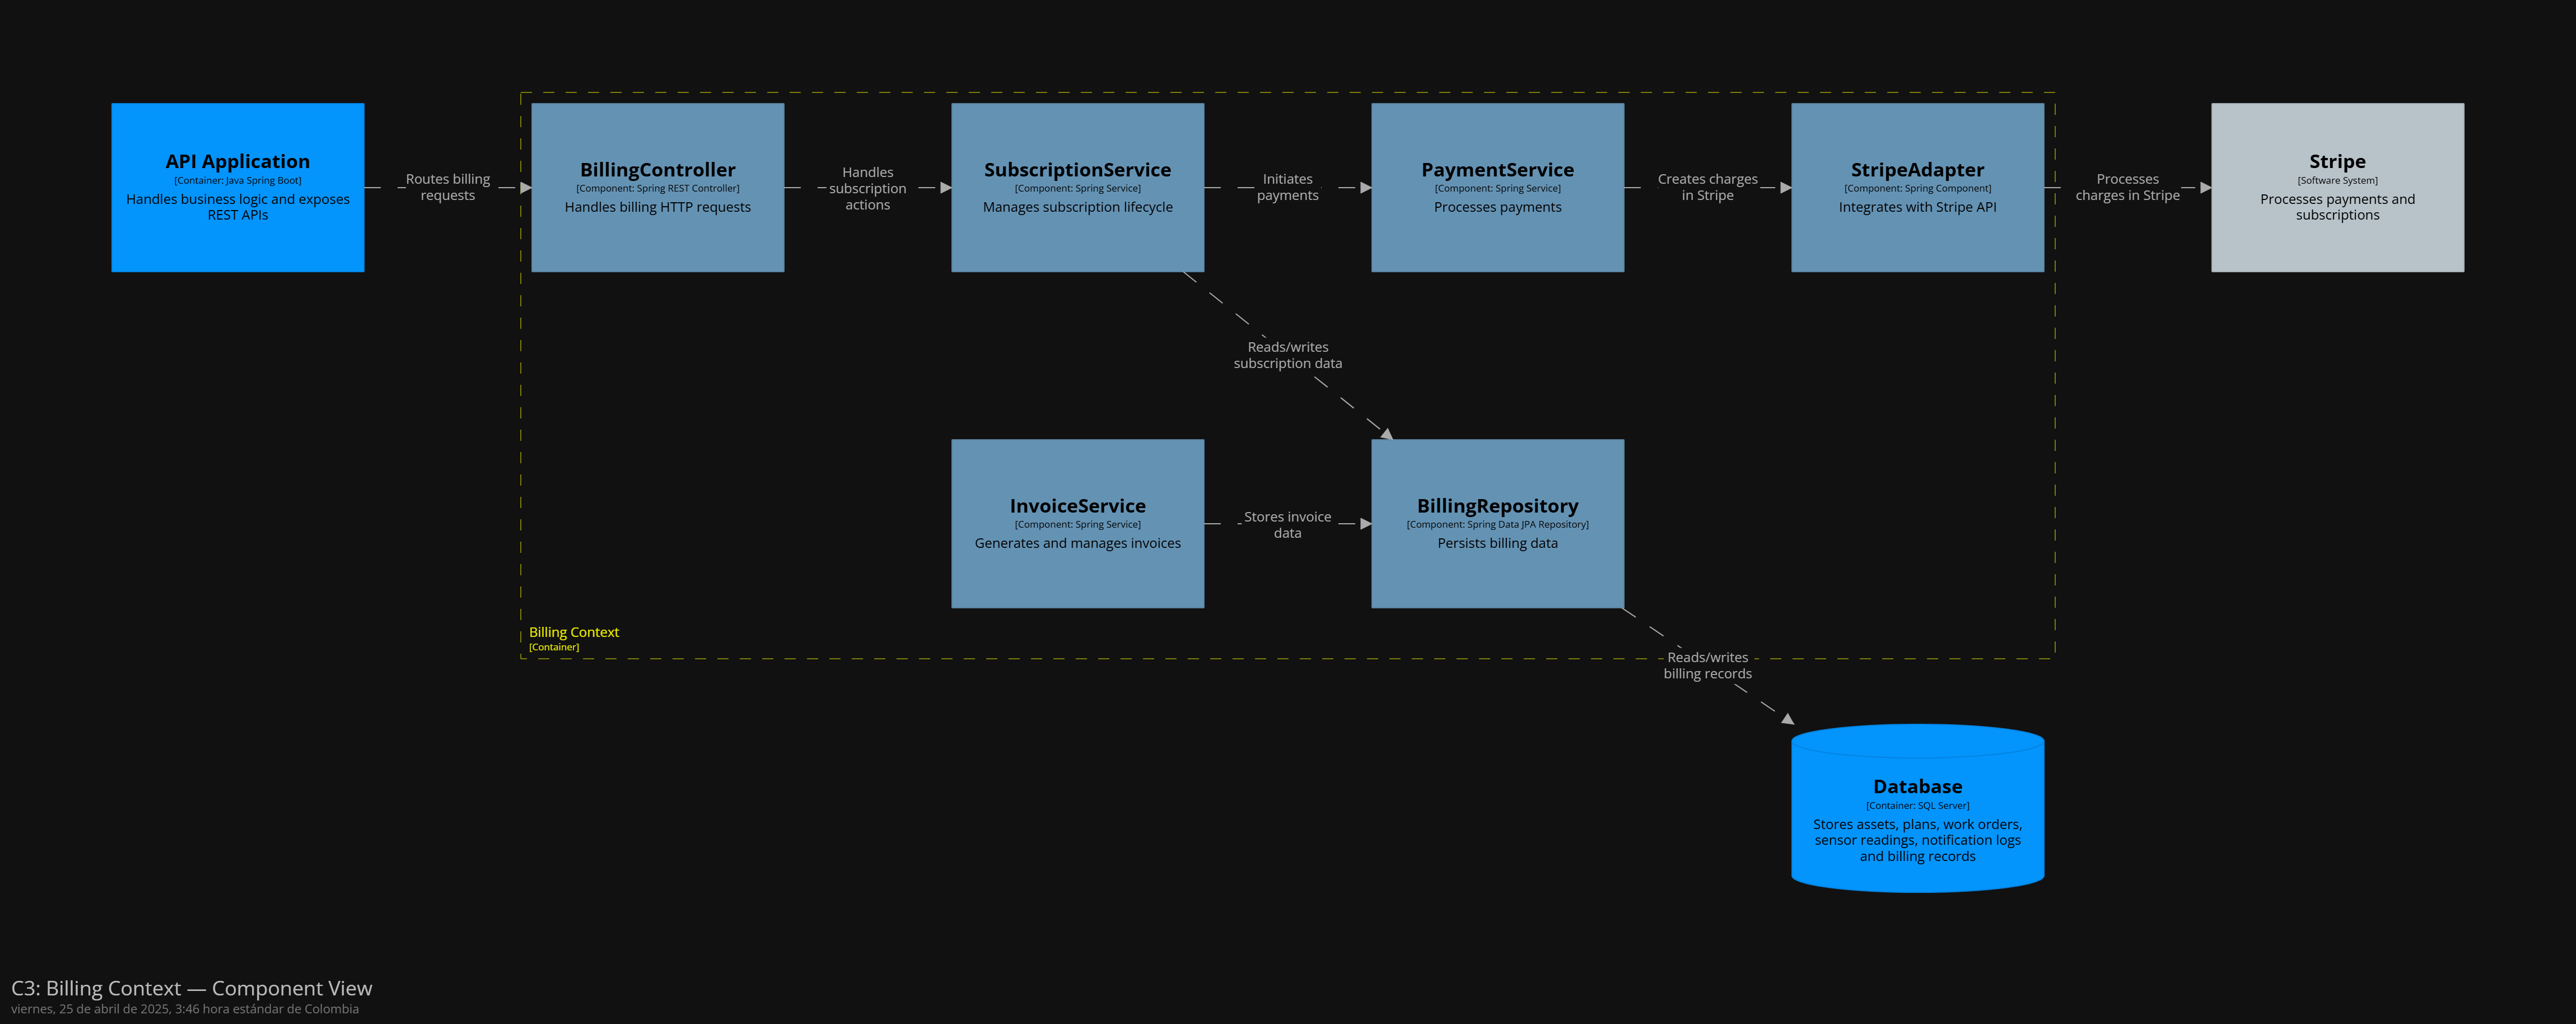 API Application
[Container: Java Spring Boot]
Handles business logic and exposes
REST APIs
Routes billing
requests
BillingController
[Component: Spring REST Controller]
Handles billing HTTP requests
Handles
subscription
actions
SubscriptionService
[Component: Spring Service]
Manages subscription lifecycle
Initiates
payments
PaymentService
[Component: Spring Service]
Processes payments
Creates charges
in Stripe
StripeAdapter
[Component: Spring Component]
Integrates with Stripe API
Processes
charges in Stripe
Stripe
[Software System]
Processes payments and
subscriptions
Reads/writes
subscription data
InvoiceService
[Component: Spring Service]
Generates and manages invoices
Stores invoice
data
BillingRepository
[Component: Spring Data JPA Repository]
Persists billing data
Billing Context
[Container]
Reads/writes
billing records
Database
[Container: SQL Server]
Stores assets, plans, work orders,
sensor readings, notification logs
and billing records
C3: Billing Context — Component View
viernes, 25 de abril de 2025, 3:46 hora estándar de Colombia